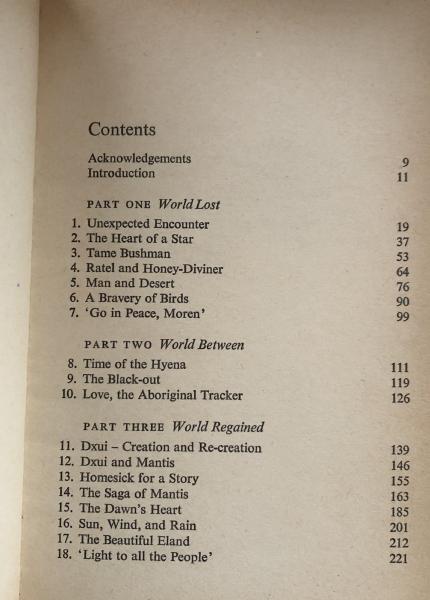 Contents
Acknowledgements 9
Introduction 11
PART ONE World Lost
1. Unexpected Encounter 19
2. The Heart of a Star 37
3. Tame Bushman 53
4. Ratel and Honey-Diviner 64
5. Man and Desert 76
6. A Bravery of Birds 90
7. ‘Go in Peace, Moren’ 99
PART TWO World Between
8. Time of the Hyena 111
9. The Black-out 119
10. Love, the Aboriginal Tracker 126
PART THREE World Regained
11. Dxui – Creation and Re-creation 139
12. Dxui and Mantis 146
13. Homesick for a Story 155
14. The Saga of Mantis 163
15. The Dawn's Heart 185
16. Sun, Wind, and Rain 201
17. The Beautiful Eland 212
18. ‘Light to all the People’ 221